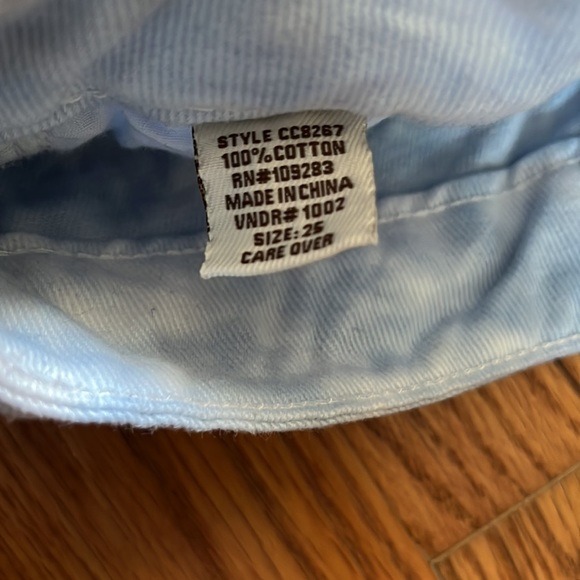 STYLE CC8267
100% COTTON
RN#109283
MADE IN CHINA
VNDR# 1002
SIZE: 25
CARE OVER